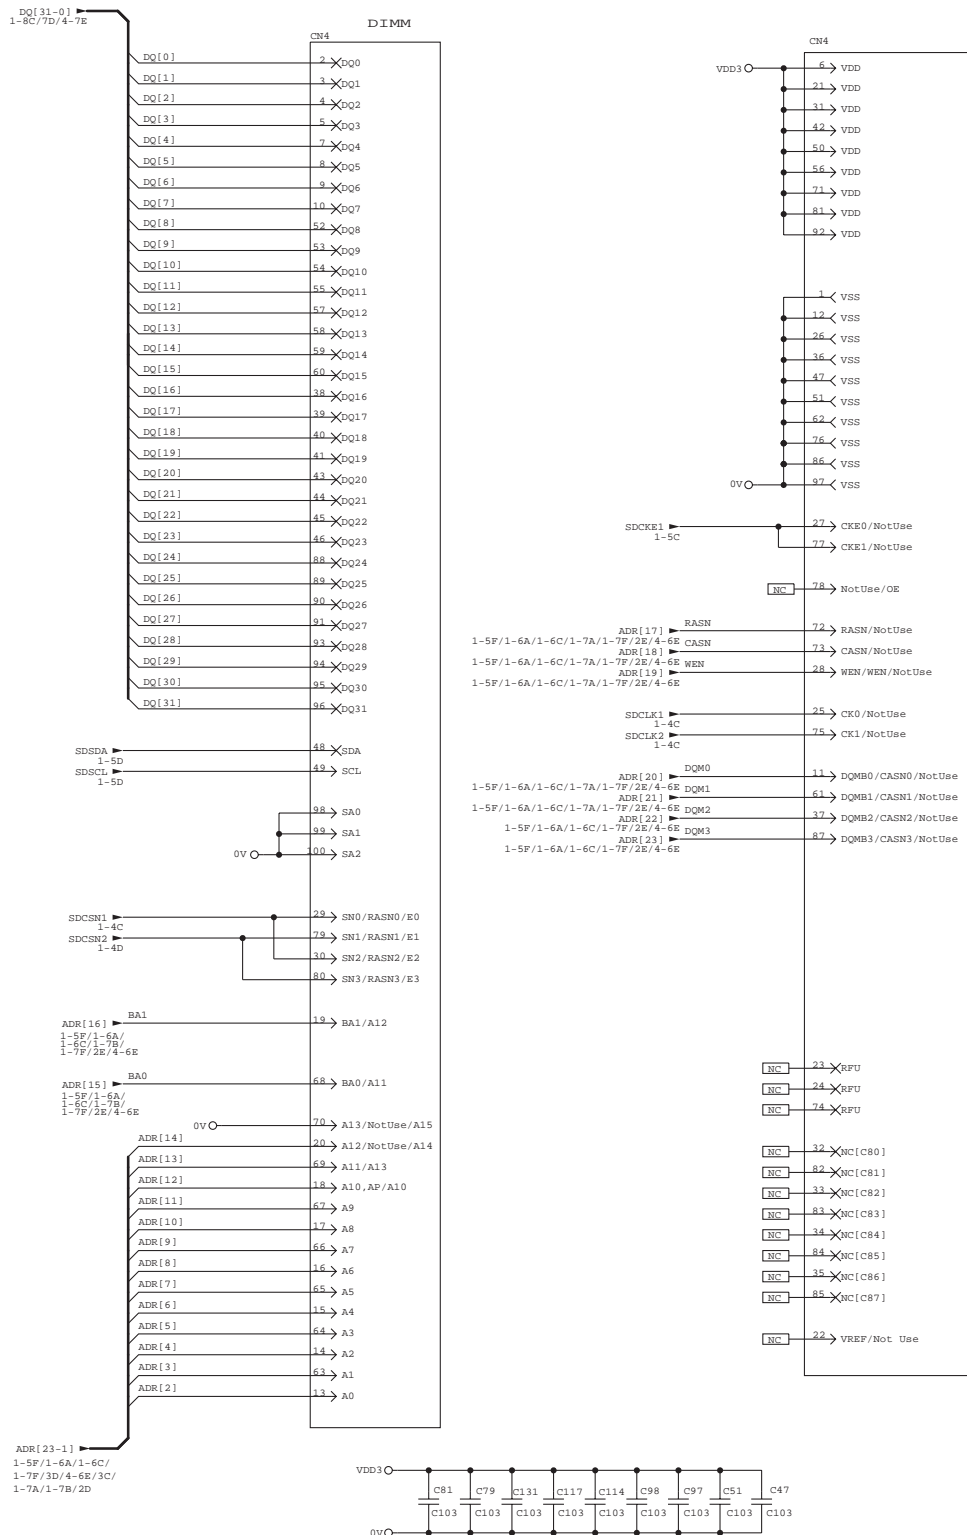 DQ[31-0]
1-8C/7D/4-7E
DIMM
CN4
DQ[0] 2 DQ0
DQ[1] 3 DQ1
DQ[2] 4 DQ2
DQ[3] 5 DQ3
DQ[4] 7 DQ4
DQ[5] 8 DQ5
DQ[6] 9 DQ6
DQ[7] 10 DQ7
DQ[8] 52 DQ8
DQ[9] 53 DQ9
DQ[10] 54 DQ10
DQ[11] 55 DQ11
DQ[12] 57 DQ12
DQ[13] 58 DQ13
DQ[14] 59 DQ14
DQ[15] 60 DQ15
DQ[16] 38 DQ16
DQ[17] 39 DQ17
DQ[18] 40 DQ18
DQ[19] 41 DQ19
DQ[20] 43 DQ20
DQ[21] 44 DQ21
DQ[22] 45 DQ22
DQ[23] 46 DQ23
DQ[24] 88 DQ24
DQ[25] 89 DQ25
DQ[26] 90 DQ26
DQ[27] 91 DQ27
DQ[28] 93 DQ28
DQ[29] 94 DQ29
DQ[30] 95 DQ30
DQ[31] 96 DQ31
SDSDA 48 SDA
1-5D
SDSCL 49 SCL
1-5D
98 SA0
99 SA1
0V 100 SA2
SDCSN1 29 SN0/RASN0/E0
1-4C
SDCSN2 79 SN1/RASN1/E1
1-4D
30 SN2/RASN2/E2
80 SN3/RASN3/E3
ADR[16] BA1 19 BA1/A12
1-5F/1-6A/
1-6C/1-7B/
1-7F/2E/4-6E
ADR[15] BA0 68 BA0/A11
1-5F/1-6A/
1-6C/1-7B/
1-7F/2E/4-6E
0V 70 A13/NotUse/A15
ADR[14] 20 A12/NotUse/A14
ADR[13] 69 A11/A13
ADR[12] 18 A10,AP/A10
ADR[11] 67 A9
ADR[10] 17 A8
ADR[9] 66 A7
ADR[8] 16 A6
ADR[7] 65 A5
ADR[6] 15 A4
ADR[5] 64 A3
ADR[4] 14 A2
ADR[3] 63 A1
ADR[2] 13 A0
ADR[23-1]
1-5F/1-6A/1-6C/
1-7F/3D/4-6E/3C/
1-7A/1-7B/2D
CN4
VDD3 6 VDD
21 VDD
31 VDD
42 VDD
50 VDD
56 VDD
71 VDD
81 VDD
92 VDD
1 VSS
12 VSS
26 VSS
36 VSS
47 VSS
51 VSS
62 VSS
76 VSS
86 VSS
0V 97 VSS
SDCKE1 27 CKE0/NotUse
1-5C
77 CKE1/NotUse
NC 78 NotUse/OE
ADR[17] RASN 72 RASN/NotUse
1-5F/1-6A/1-6C/1-7A/1-7F/2E/4-6E
ADR[18] CASN 73 CASN/NotUse
1-5F/1-6A/1-6C/1-7A/1-7F/2E/4-6E
ADR[19] WEN 28 WEN/WEN/NotUse
1-5F/1-6A/1-6C/1-7A/1-7F/2E/4-6E
SDCLK1 25 CK0/NotUse
1-4C
SDCLK2 75 CK1/NotUse
1-4C
ADR[20] DQM0 11 DQMB0/CASN0/NotUse
1-5F/1-6A/1-6C/1-7A/1-7F/2E/4-6E
ADR[21] DQM1 61 DQMB1/CASN1/NotUse
1-5F/1-6A/1-6C/1-7A/1-7F/2E/4-6E
ADR[22] DQM2 37 DQMB2/CASN2/NotUse
1-5F/1-6A/1-6C/1-7F/2E/4-6E
ADR[23] DQM3 87 DQMB3/CASN3/NotUse
1-5F/1-6A/1-6C/1-7F/2E/4-6E
NC 23 RFU
NC 24 RFU
NC 74 RFU
NC 32 NC[C80]
NC 82 NC[C81]
NC 33 NC[C82]
NC 83 NC[C83]
NC 34 NC[C84]
NC 84 NC[C85]
NC 35 NC[C86]
NC 85 NC[C87]
NC 22 VREF/Not Use
VDD3
C81 C79 C131 C117 C114 C98 C97 C51 C47
C103 C103 C103 C103 C103 C103 C103 C103 C103
0V